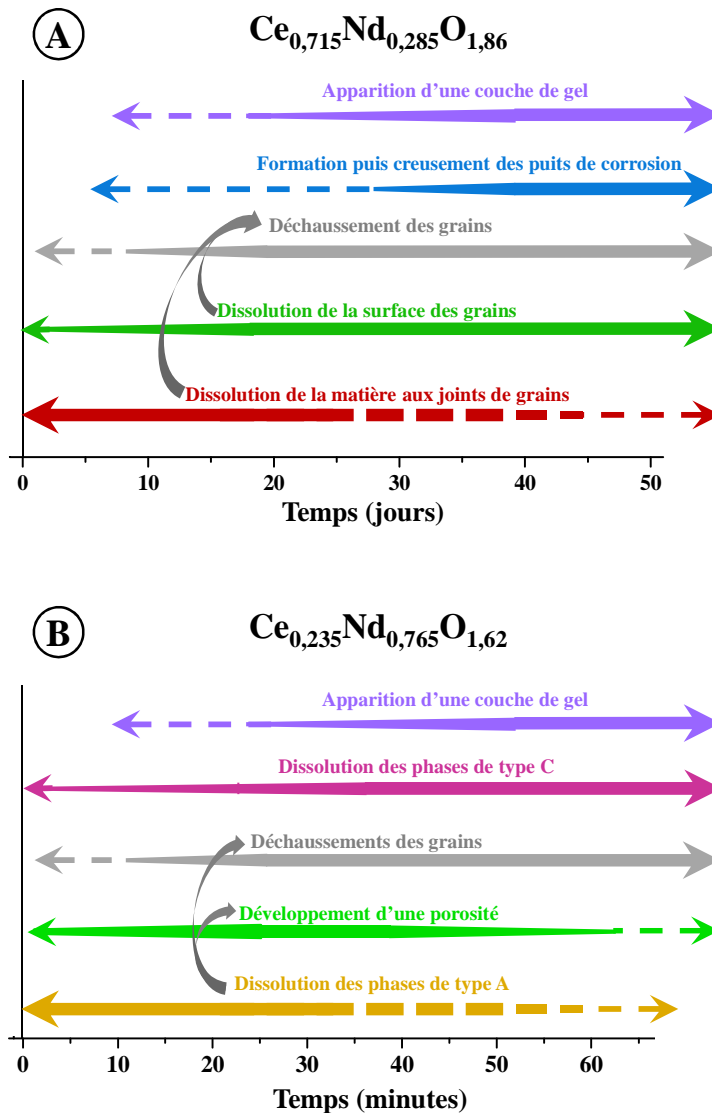 A
Ce0,715Nd0,285O1,86
Apparition d'une couche de gel
Formation puis creusement des puits de corrosion
Déchaussement des grains
Dissolution de la surface des grains
Dissolution de la matière aux joints de grains
0 10 20 30 40 50
Temps (jours)
B
Ce0,235Nd0,765O1,62
Apparition d'une couche de gel
Dissolution des phases de type C
Déchaussements des grains
Développement d'une porosité
Dissolution des phases de type A
0 10 20 30 40 50 60
Temps (minutes)